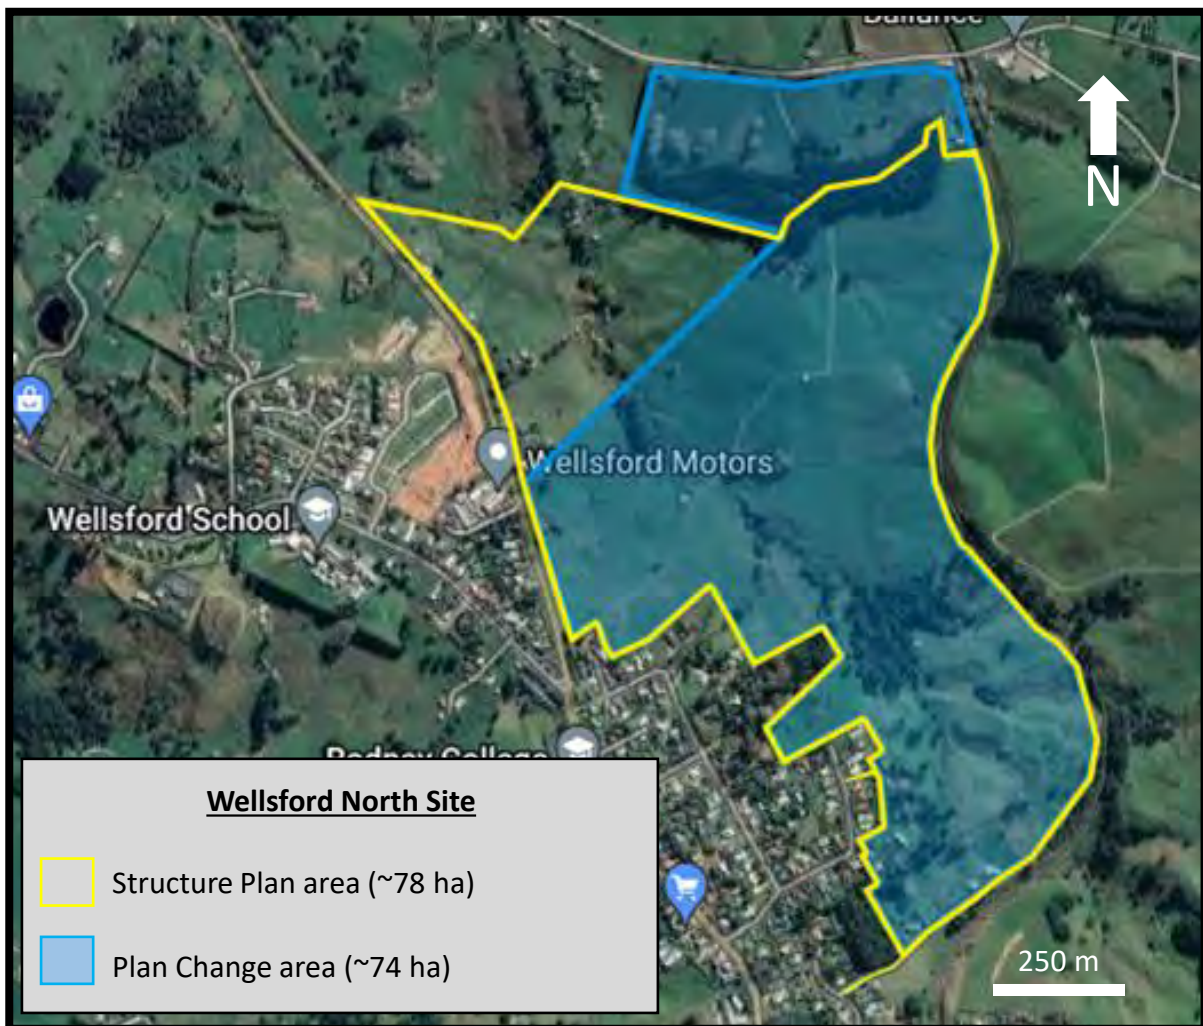 N
Wellsford Motors
Wellsford School
Wellsford North Site
Structure Plan area (~78 ha)
Plan Change area (~74 ha)
250 m